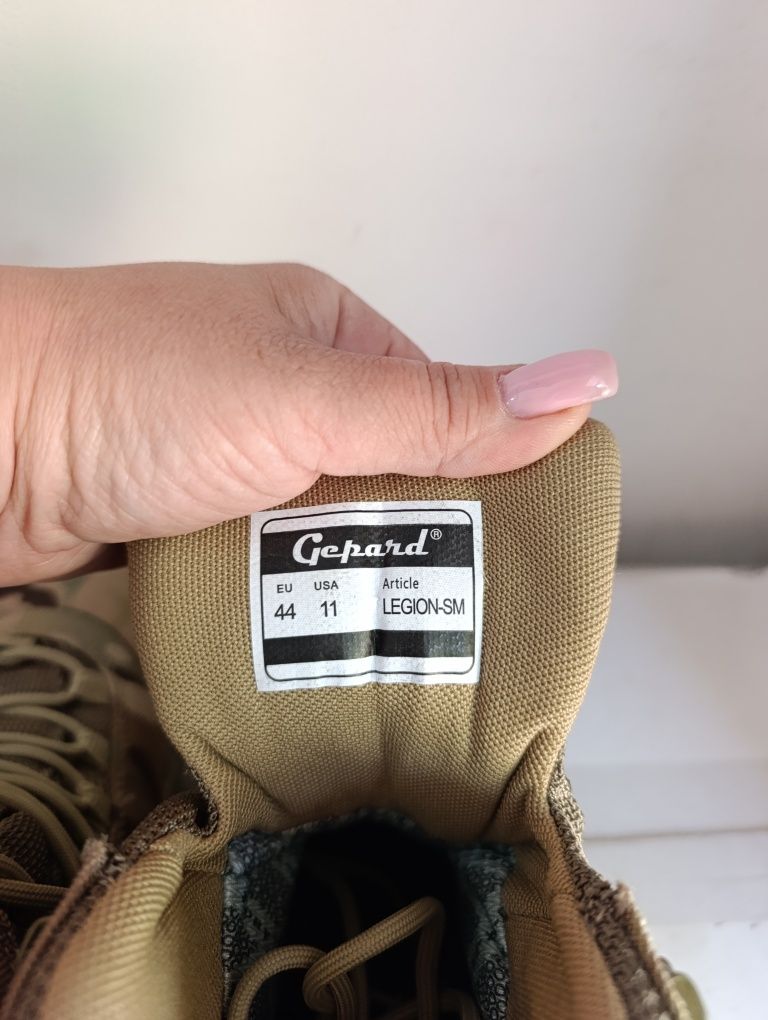 Gepard®
EU USA Article
44 11 LEGION-SM